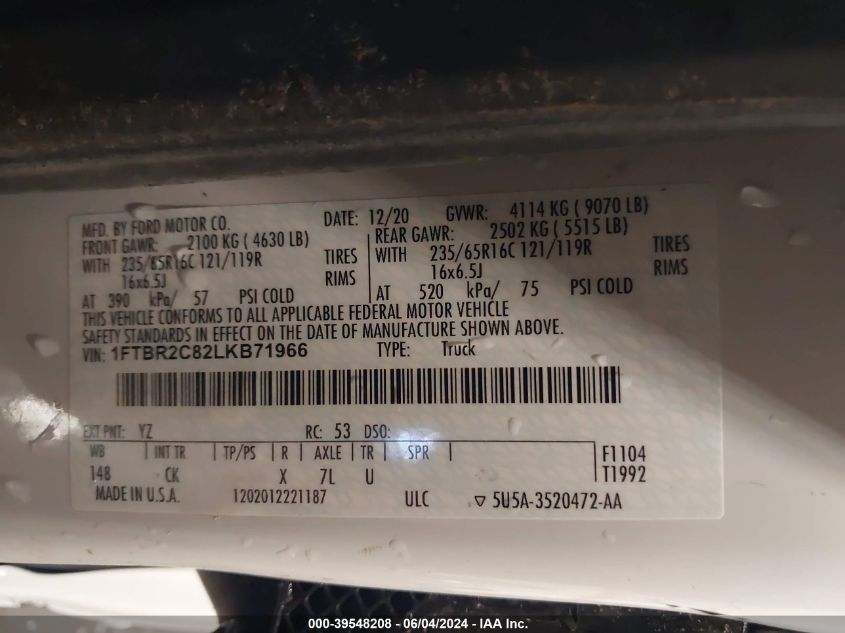 MFD. BY FORD MOTOR CO. DATE: 12/20 GVWR: 4114 KG ( 9070 LB)
FRONT GAWR: 2100 KG ( 4630 LB) REAR GAWR: 2502 KG ( 5515 LB)
WITH 235/65R16C 121/119R TIRES WITH 235/65R16C 121/119R TIRES
16x6.5J RIMS 16x6.5J RIMS
AT 390 kPa/ 57 PSI COLD AT 520 kPa/ 75 PSI COLD
THIS VEHICLE CONFORMS TO ALL APPLICABLE FEDERAL MOTOR VEHICLE
SAFETY STANDARDS IN EFFECT ON THE DATE OF MANUFACTURE SHOWN ABOVE.
VIN: 1FTBR2C82LKB71966 TYPE: Truck
EXT PNT: YZ RC: 53 DSO:
WB INT TR TP/PS R AXLE TR SPR F1104
148 CK X 7L U T1992
MADE IN U.S.A. 1202012221187 ULC ▽ 5U5A-3520472-AA
000-39548208 - 06/04/2024 - IAA Inc.